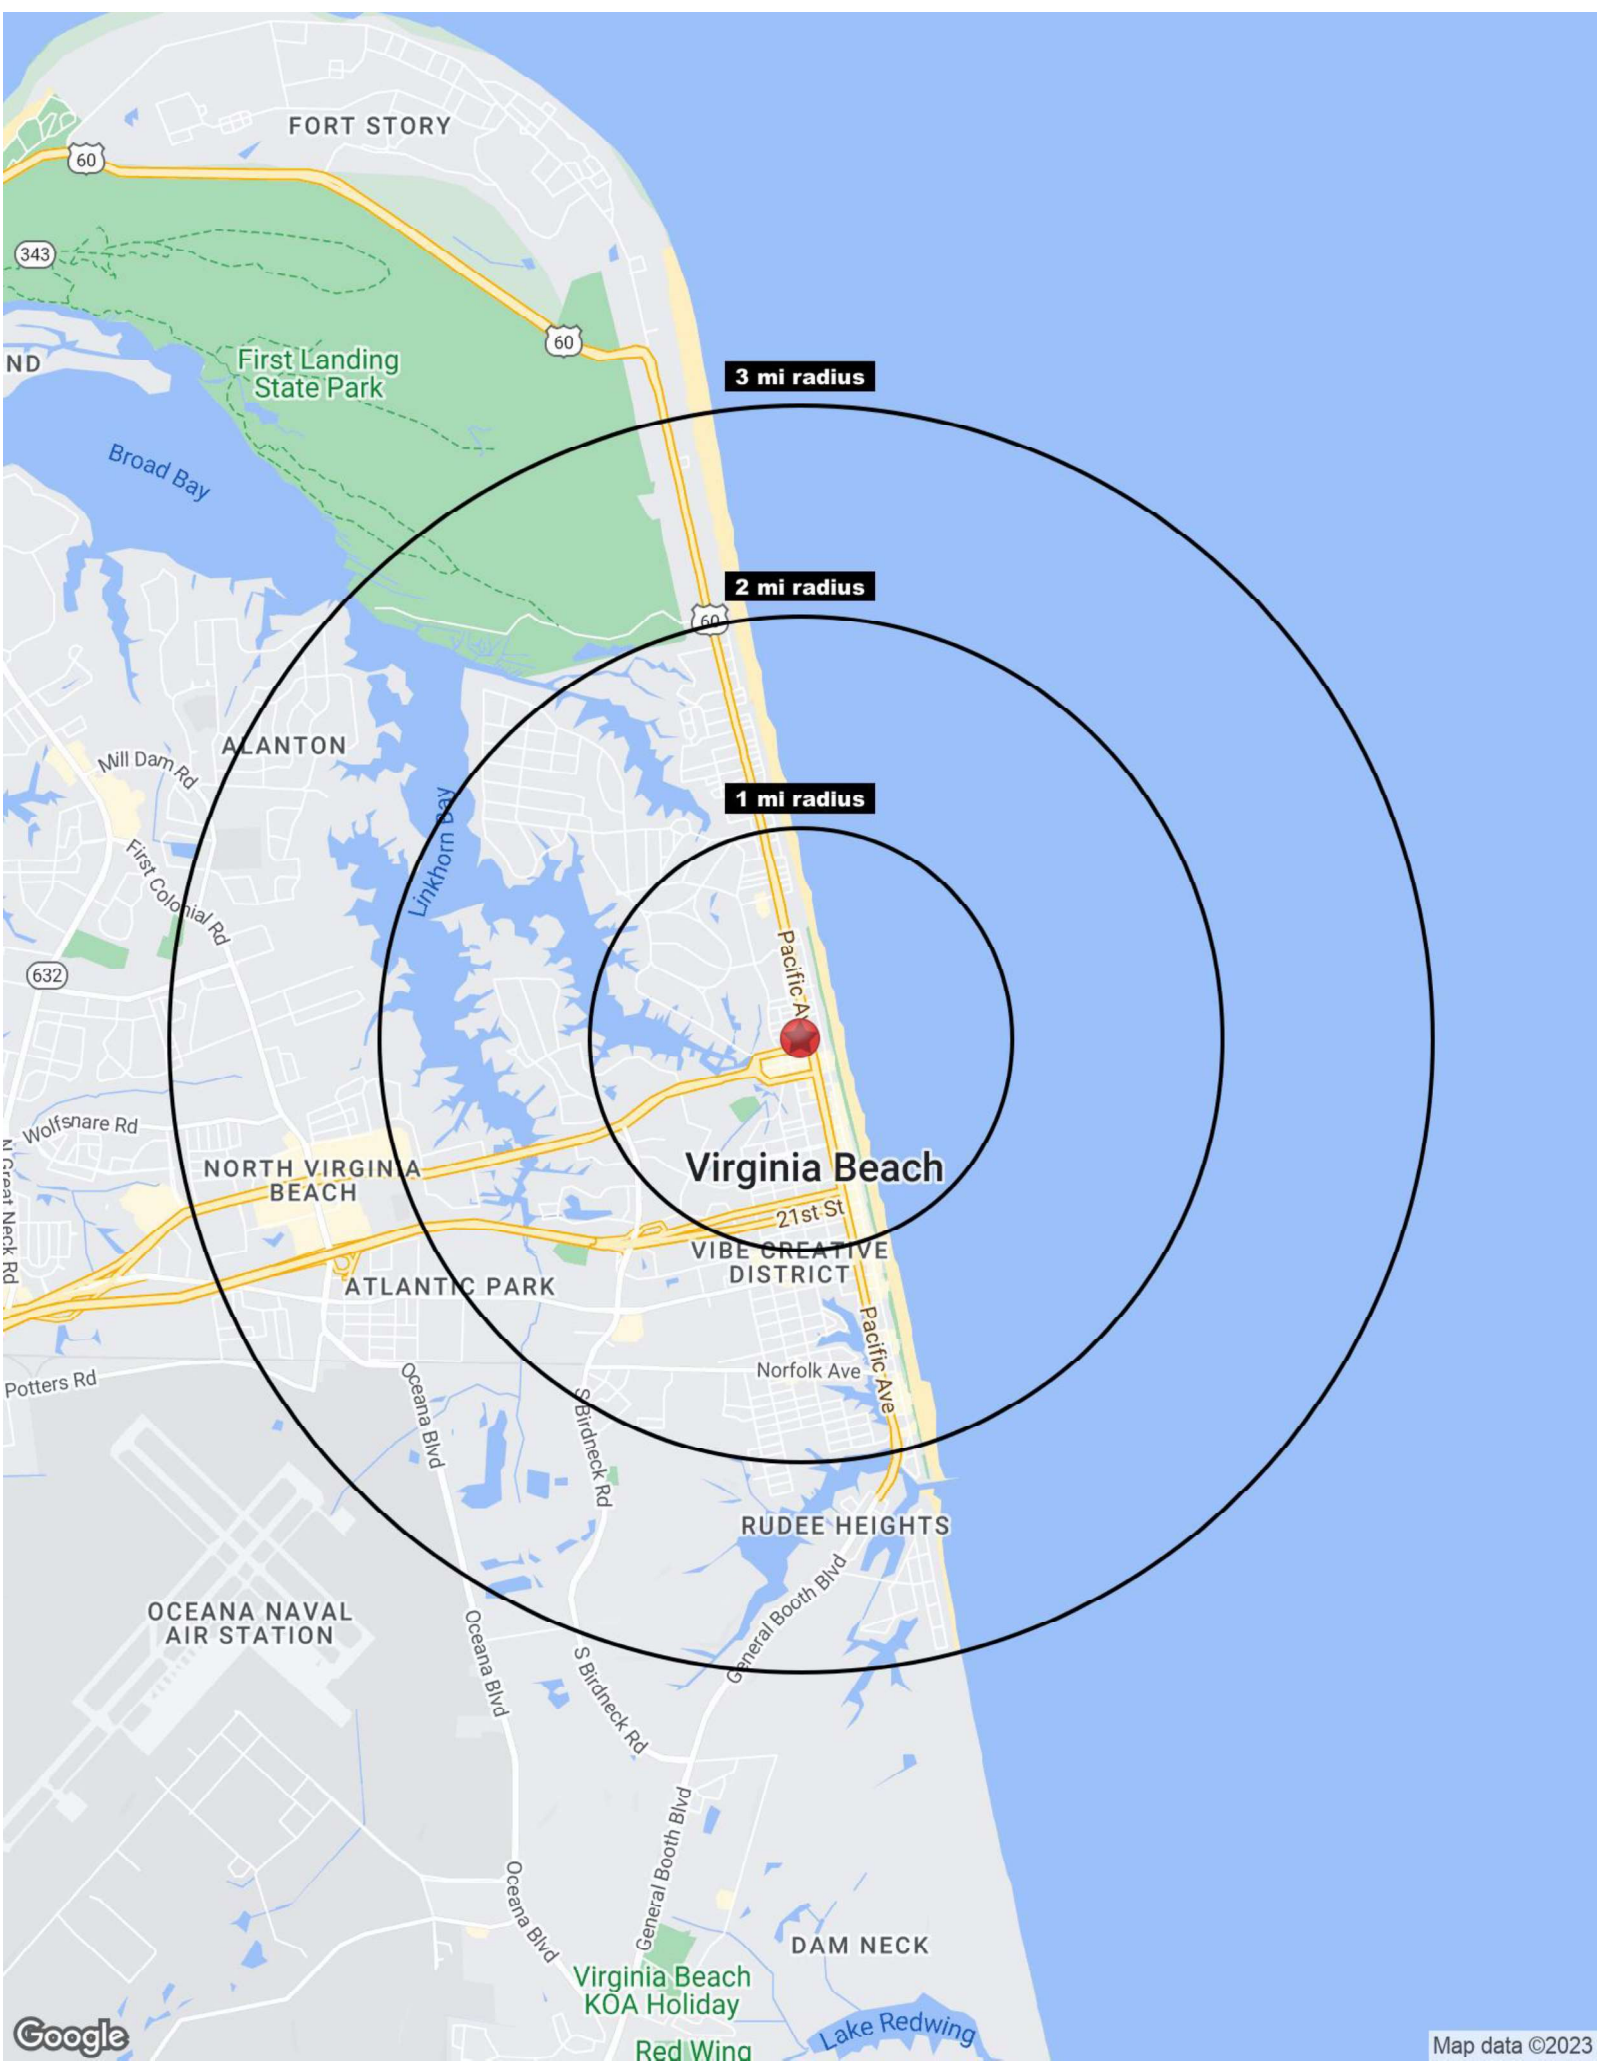 FORT STORY
60
343
60
ND
First Landing
State Park
3 mi radius
Broad Bay
2 mi radius
60
ALANTON
Mill Dam Rd
1 mi radius
Linkhorn Bay
First Colonial Rd
Pacific Av
632
Wolfsnare Rd
N Great Neck Rd
NORTH VIRGINIA
BEACH
Virginia Beach
21st St
VIBE CREATIVE
DISTRICT
ATLANTIC PARK
Pacific Ave
Norfolk Ave
Potters Rd
Oceana Blvd
S Birdneck Rd
RUDEE HEIGHTS
OCEANA NAVAL
AIR STATION
General Booth Blvd
Oceana Blvd
S Birdneck Rd
General Booth Blvd
Oceana Blvd
DAM NECK
Virginia Beach
KOA Holiday
Lake Redwing
Red Wing
Google
Map data ©2023